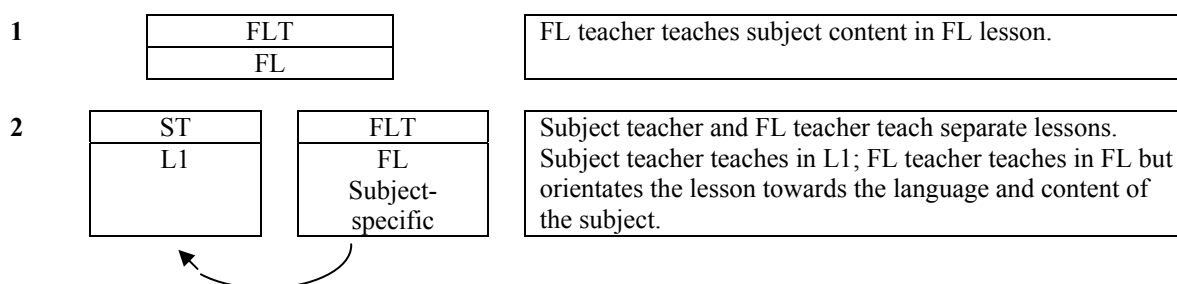 1
FLT
FL
FL teacher teaches subject content in FL lesson.
2
ST
L1
FLT
FL
Subject-
specific
Subject teacher and FL teacher teach separate lessons.
Subject teacher teaches in L1; FL teacher teaches in FL but
orientates the lesson towards the language and content of
the subject.